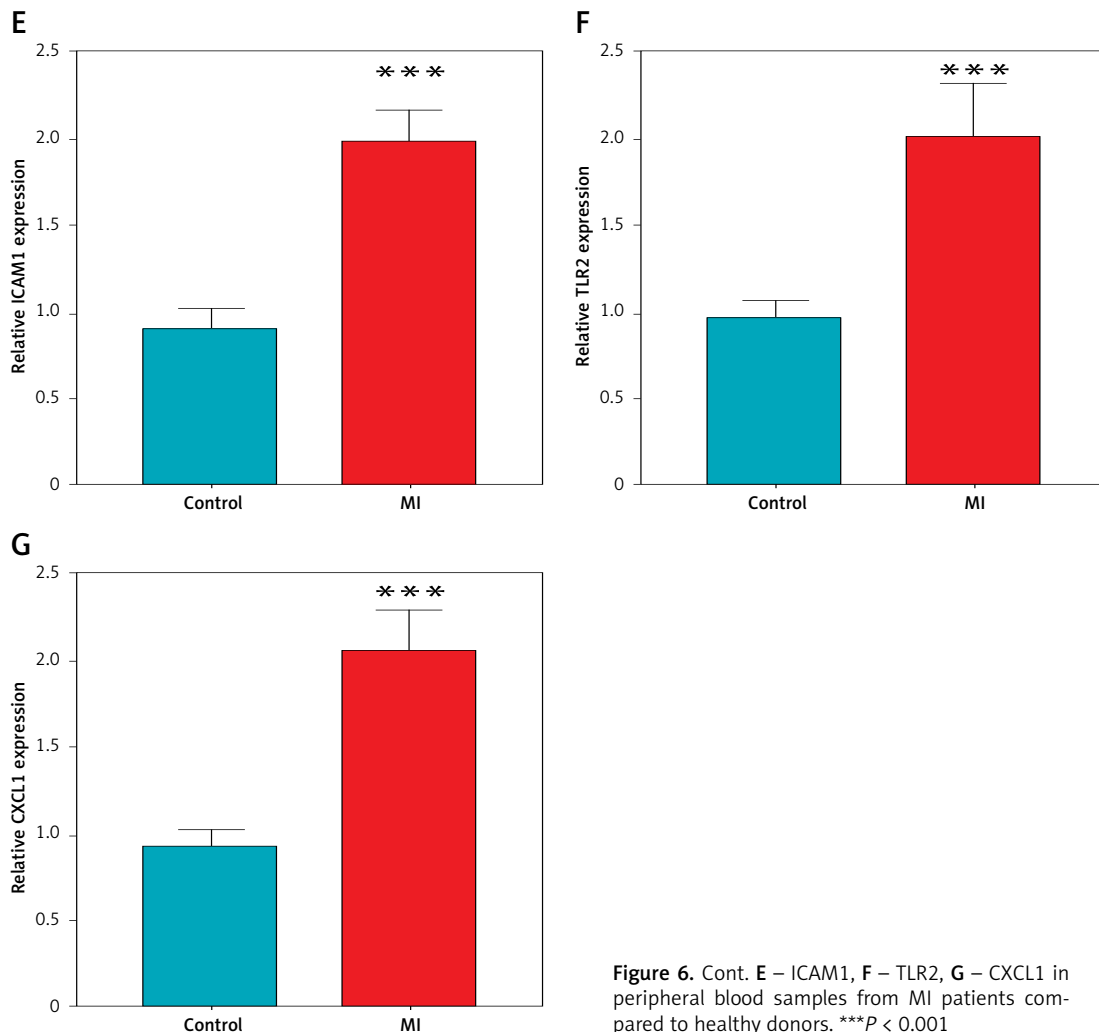 E
2.5
2.0
1.5
1.0
0.5
0
Relative ICAM1 expression
***
Control MI
F
2.5
2.0
1.5
1.0
0.5
0
Relative TLR2 expression
***
Control MI
G
2.5
2.0
1.5
1.0
0.5
0
Relative CXCL1 expression
***
Control MI
Figure 6. Cont. E – ICAM1, F – TLR2, G – CXCL1 in
peripheral blood samples from MI patients com-
pared to healthy donors. ***P < 0.001